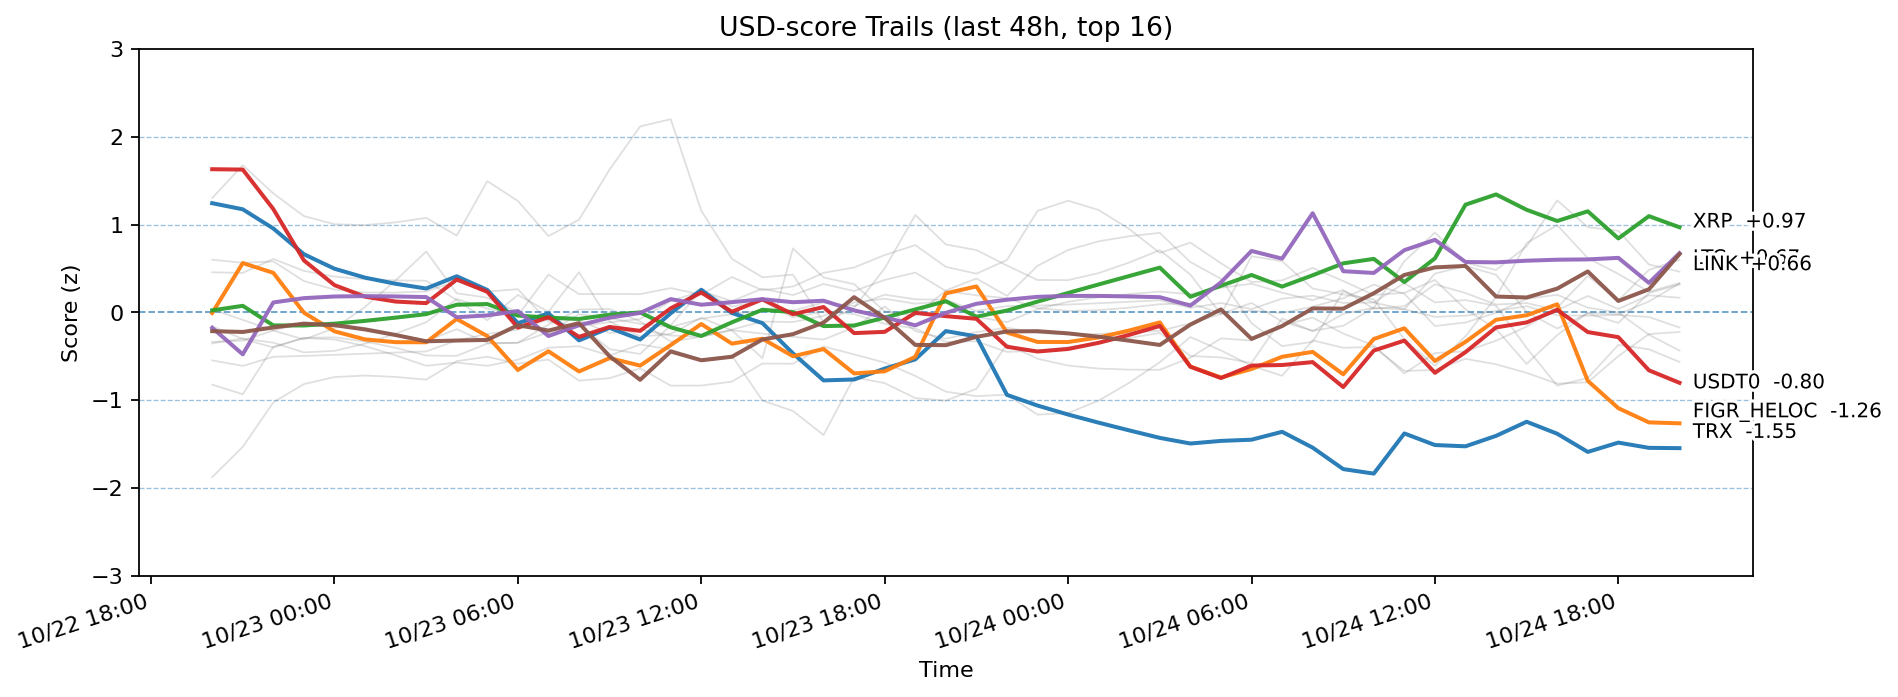 USD-score Trails (last 48h, top 16)
Score (z)
3
2
1
0
−1
−2
−3
XRP  +0.97
LTC  +0.67
LINK  +0.66
USDT0  -0.80
FIGR_HELOC  -1.26
TRX  -1.55
10/22 18:00
10/23 00:00
10/23 06:00
10/23 12:00
10/23 18:00
10/24 00:00
10/24 06:00
10/24 12:00
10/24 18:00
Time